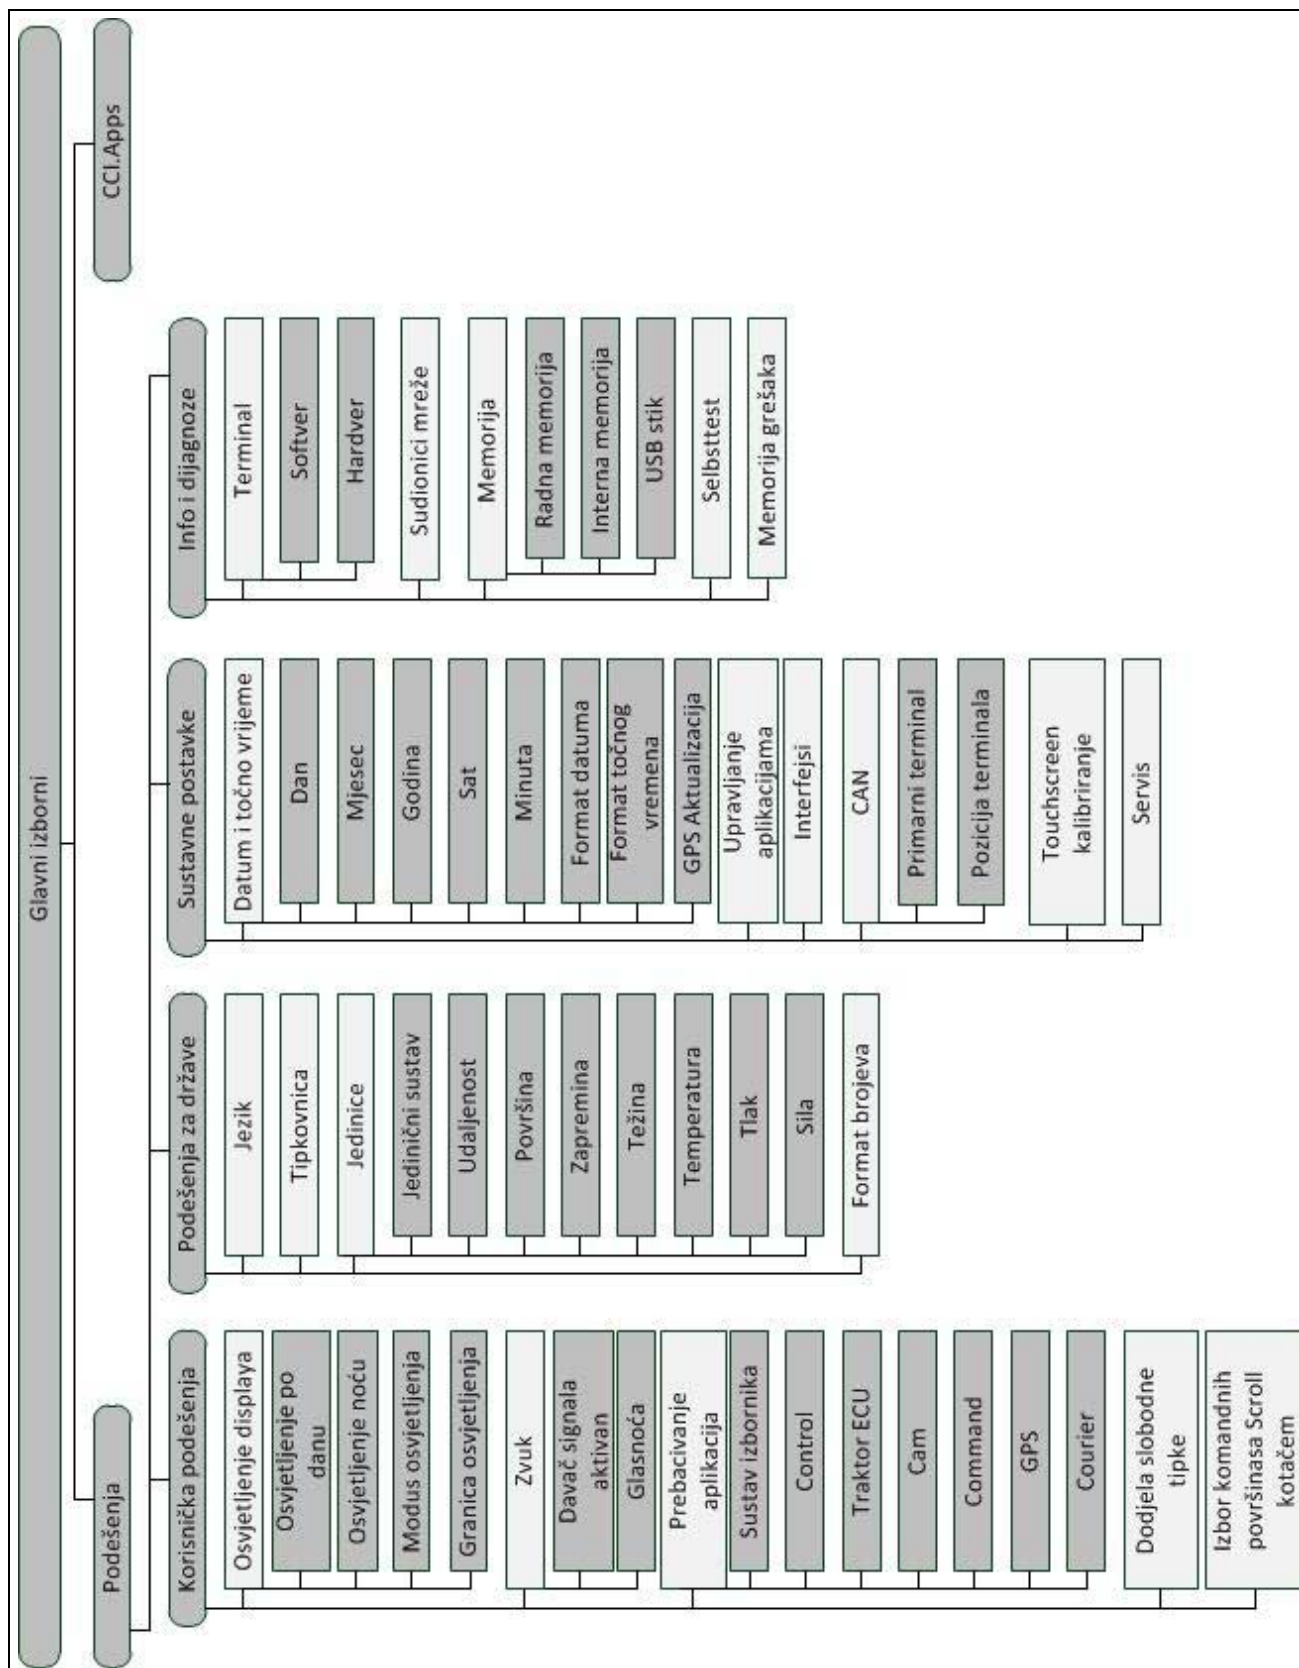 Glavni izborni
Podešenja
CCI.Apps
Korisnička podešenja
Osvjetljenje displaya
Osvjetljenje po
danu
Osvjetljenje noću
Modus osvjetljenja
Granica osvjetljenja
Zvuk
Davač signala
aktivan
Glasnoća
Prebacivanje
aplikacija
Sustav izbornika
Control
Traktor ECU
Cam
Command
GPS
Courier
Dodjela slobodne
tipke
Izbor komandnih
površinasa Scroll
kotačem
Podešenja za države
Jezik
Tipkovnica
Jedinice
Jedinični sustav
Udaljenost
Površina
Zapremina
Težina
Temperatura
Tlak
Sila
Format brojeva
Sustavne postavke
Datum i točno vrijeme
Dan
Mjesec
Godina
Sat
Minuta
Format datuma
Format točnog
vremena
GPS Aktualizacija
Upravljanje
aplikacijama
Interfejsi
CAN
Primarni terminal
Pozicija terminala
Touchscreen
kalibriranje
Servis
Info i dijagnoze
Terminal
Softver
Hardver
Sudionici mreže
Memorija
Radna memorija
Interna memorija
USB stik
Selbsttest
Memorija grešaka